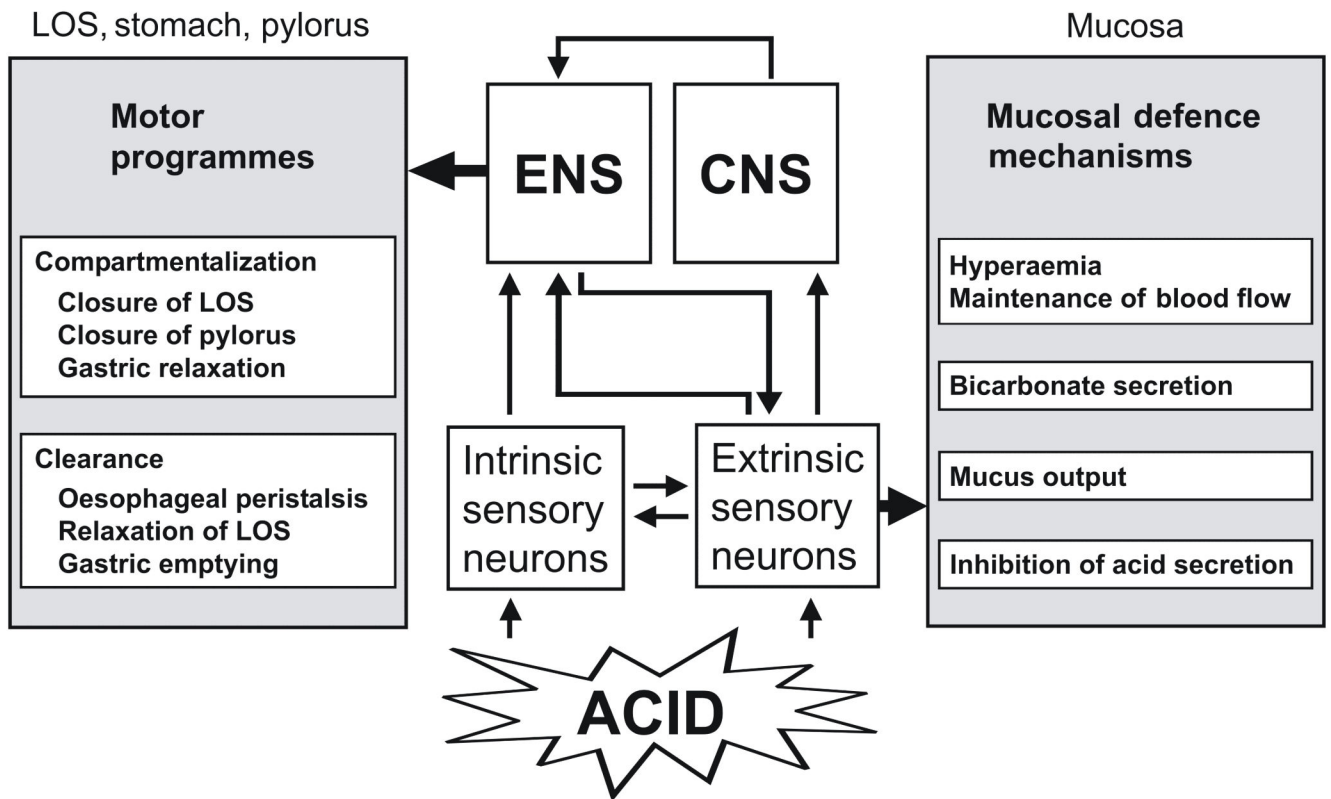 LOS, stomach, pylorus
Motor
programmes
Compartmentalization
Closure of LOS
Closure of pylorus
Gastric relaxation
Clearance
Oesophageal peristalsis
Relaxation of LOS
Gastric emptying
ENS
CNS
Intrinsic
sensory
neurons
Extrinsic
sensory
neurons
ACID
Mucosa
Mucosal defence
mechanisms
Hyperaemia
Maintenance of blood flow
Bicarbonate secretion
Mucus output
Inhibition of acid secretion